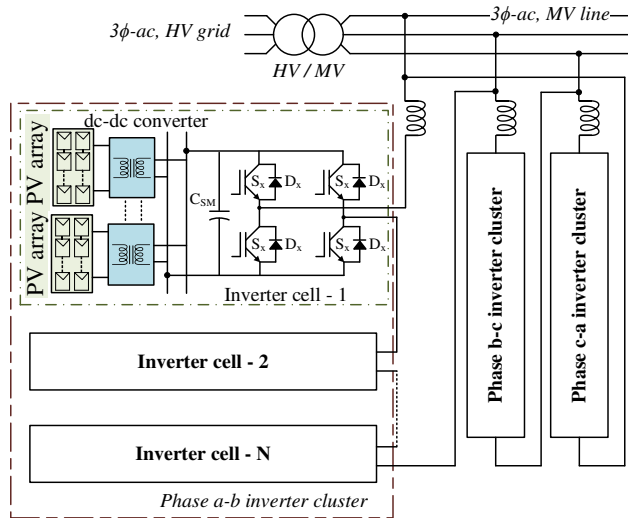 3ϕ-ac, MV line
3ϕ-ac, HV grid
HV / MV
dc-dc converter
PV array
PV array
C_SM
S_x
D_x
S_x
D_x
S_x
D_x
S_x
D_x
Inverter cell - 1
Inverter cell - 2
Inverter cell - N
Phase a-b inverter cluster
Phase b-c inverter cluster
Phase c-a inverter cluster